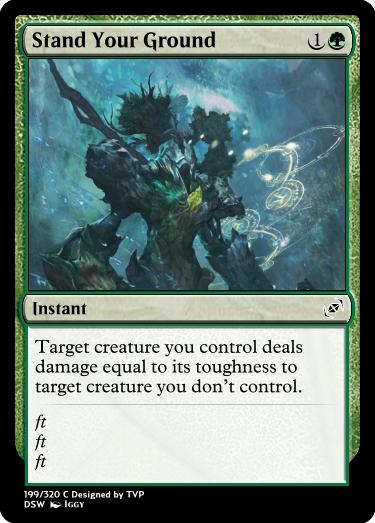 Stand Your Ground 1
Instant
Target creature you control deals
damage equal to its toughness to
target creature you don't control.
ft
ft
ft
199/320 C Designed by TVP
DSW Iggy